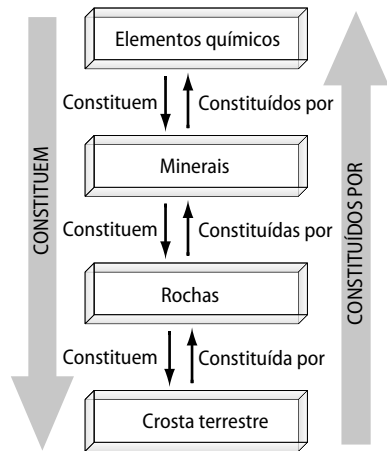 Elementos químicos
Constituem
Constituídos por
Minerais
Constituem
Constituídas por
Rochas
Constituem
Constituída por
Crosta terrestre
CONSTITUEM
CONSTITUÍDOS POR